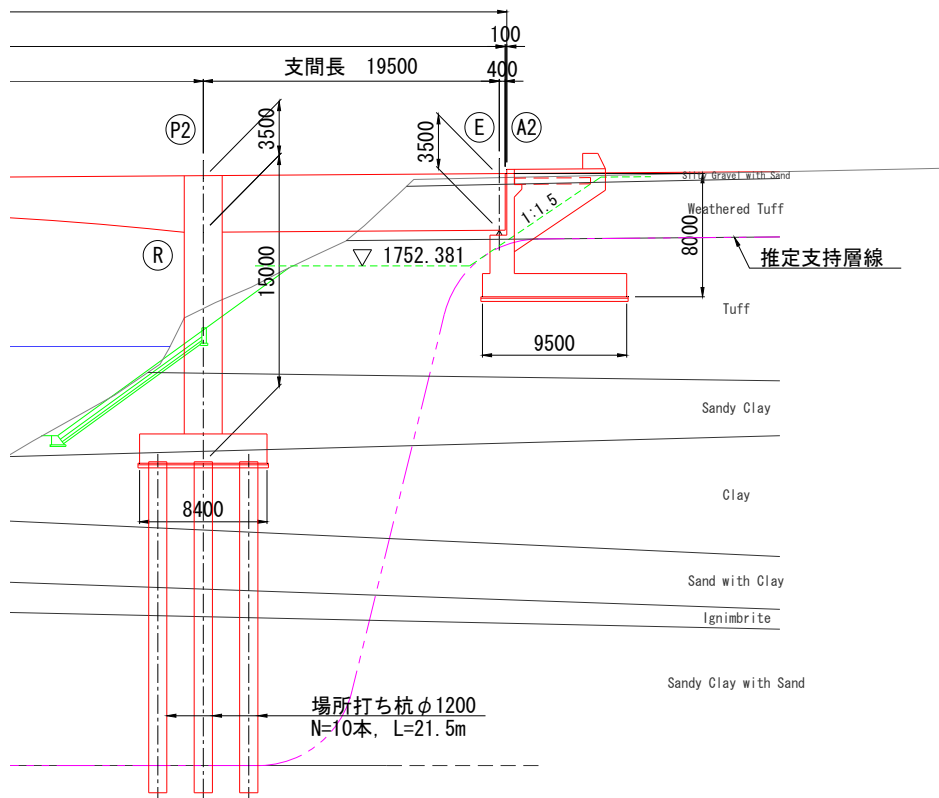 100
支間長 19500
400
P2
3500
3500
E
A2
Silty Gravel with Sand
Weathered Tuff
1:1.5
8000
R
15000
1752.381
推定支持層線
Tuff
9500
Sandy Clay
Clay
8400
Sand with Clay
Ignimbrite
Sandy Clay with Sand
場所打ち杭φ1200
N=10本, L=21.5m